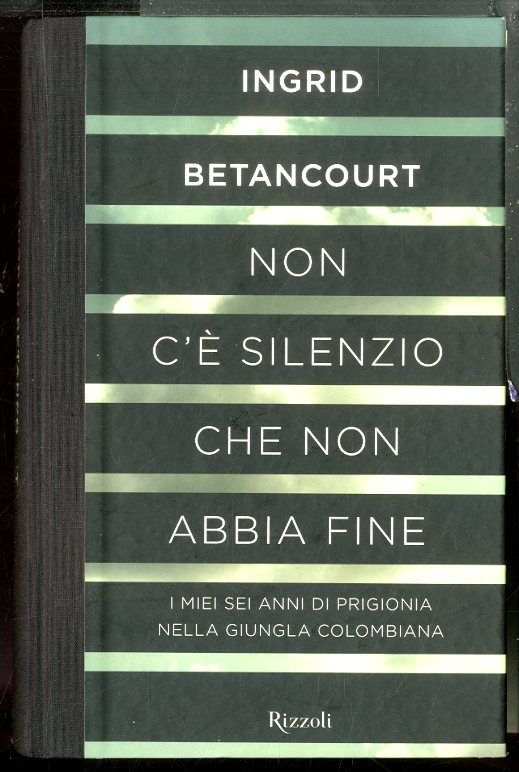 INGRID
BETANCOURT
NON
C'È SILENZIO
CHE NON
ABBIA FINE
I MIEI SEI ANNI DI PRIGIONIA
NELLA GIUNGLA COLOMBIANA
Rizzoli